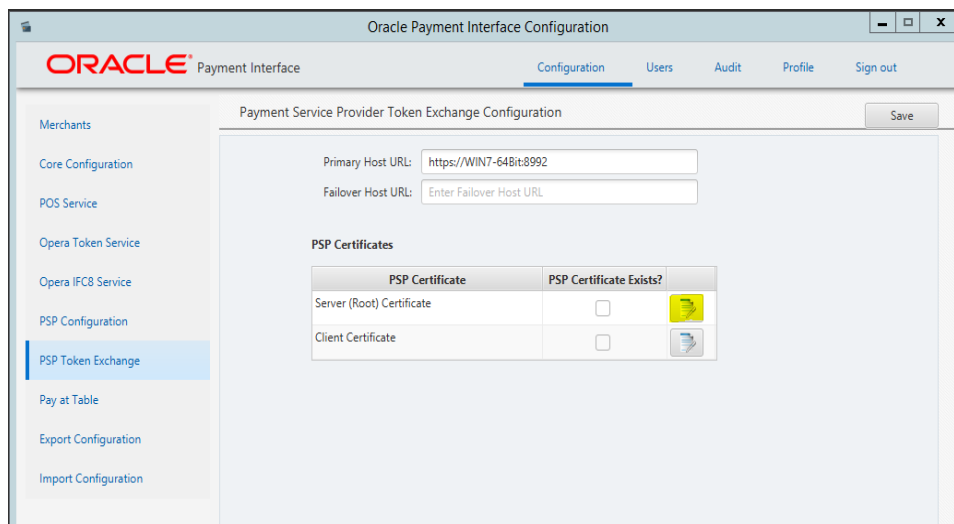 Oracle Payment Interface Configuration
ORACLE® Payment Interface
Configuration Users Audit Profile Sign out
Merchants
Core Configuration
POS Service
Opera Token Service
Opera IFC8 Service
PSP Configuration
PSP Token Exchange
Pay at Table
Export Configuration
Import Configuration
Payment Service Provider Token Exchange Configuration
Save
Primary Host URL: https://WIN7-64Bit:8992
Failover Host URL: Enter Failover Host URL
PSP Certificates
PSP Certificate PSP Certificate Exists?
Server (Root) Certificate
Client Certificate